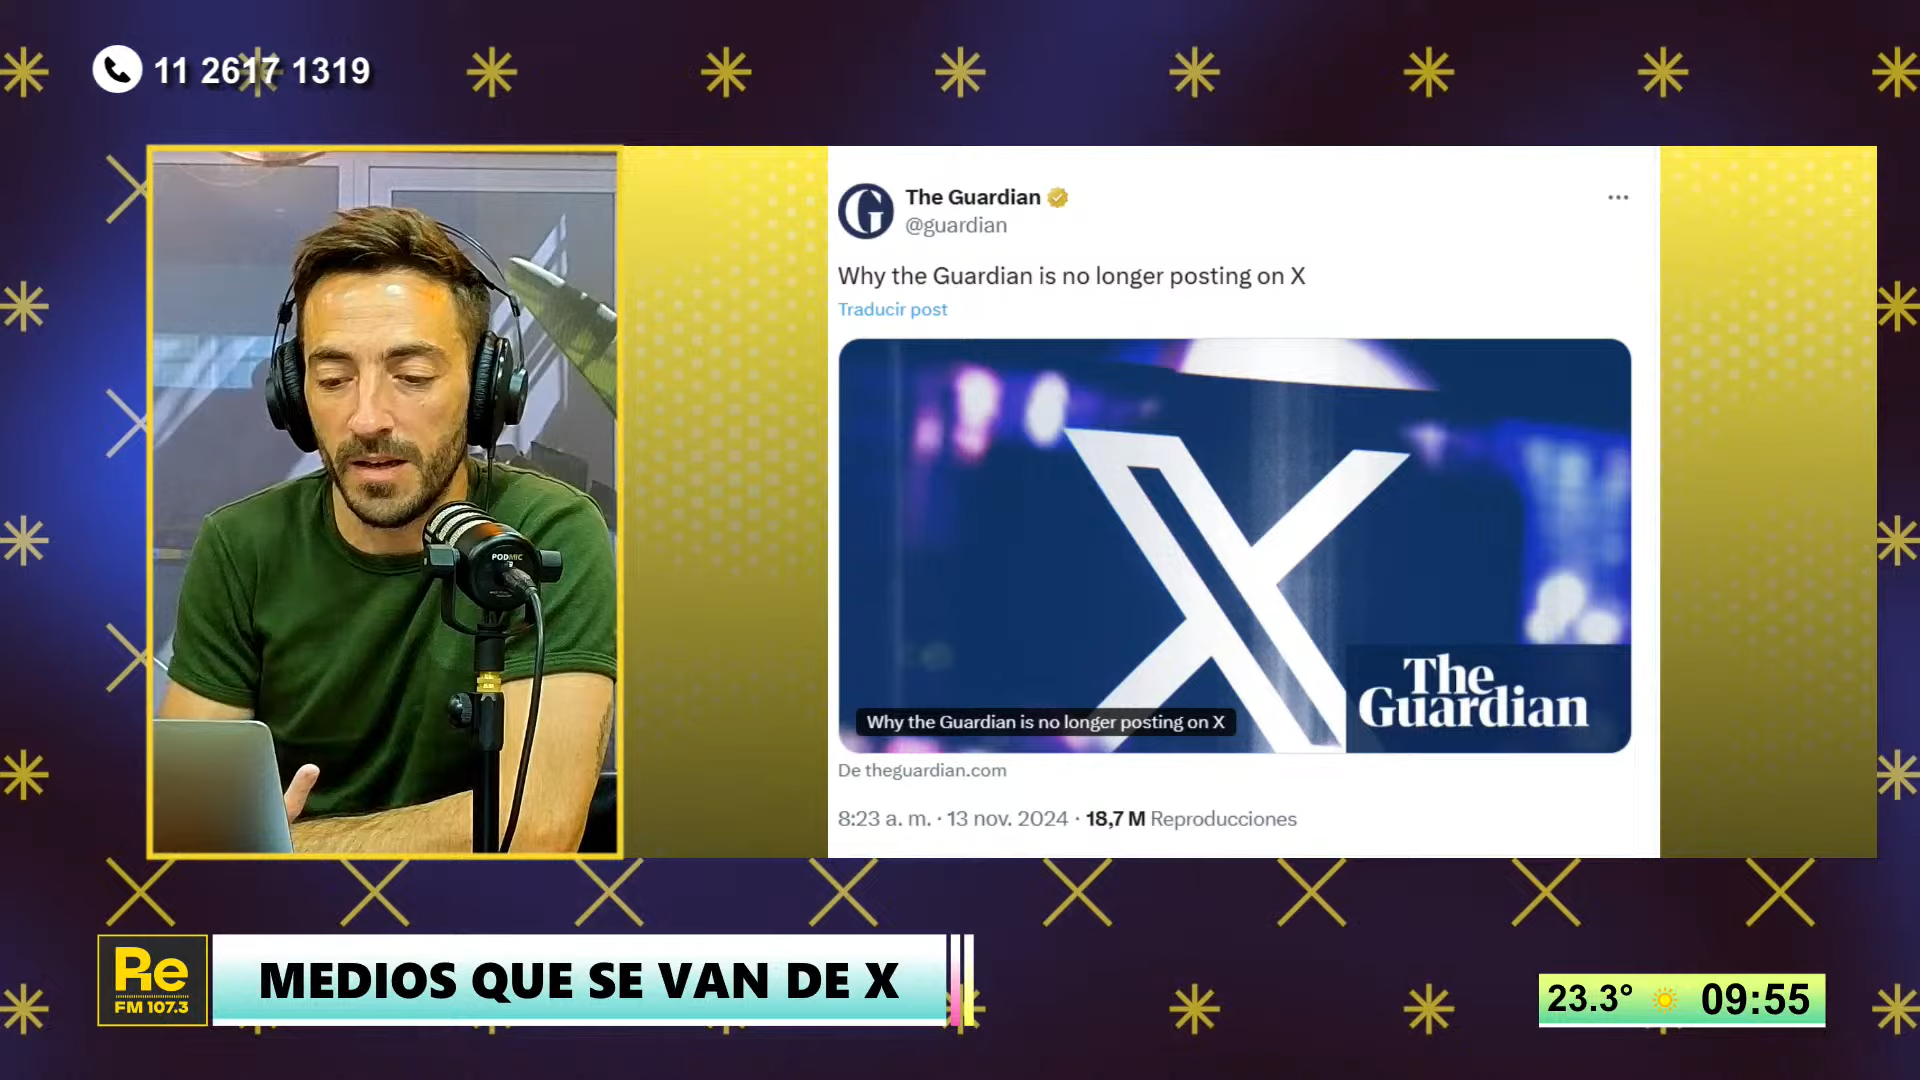 11 2617 1319
The Guardian
@guardian
Why the Guardian is no longer posting on X
Traducir post
The
Guardian
Why the Guardian is no longer posting on X
De theguardian.com
8:23 a. m. · 13 nov. 2024 · 18,7 M Reproducciones
PODMIC
Re
FM 107.3
MEDIOS QUE SE VAN DE X
23.3° 09:55